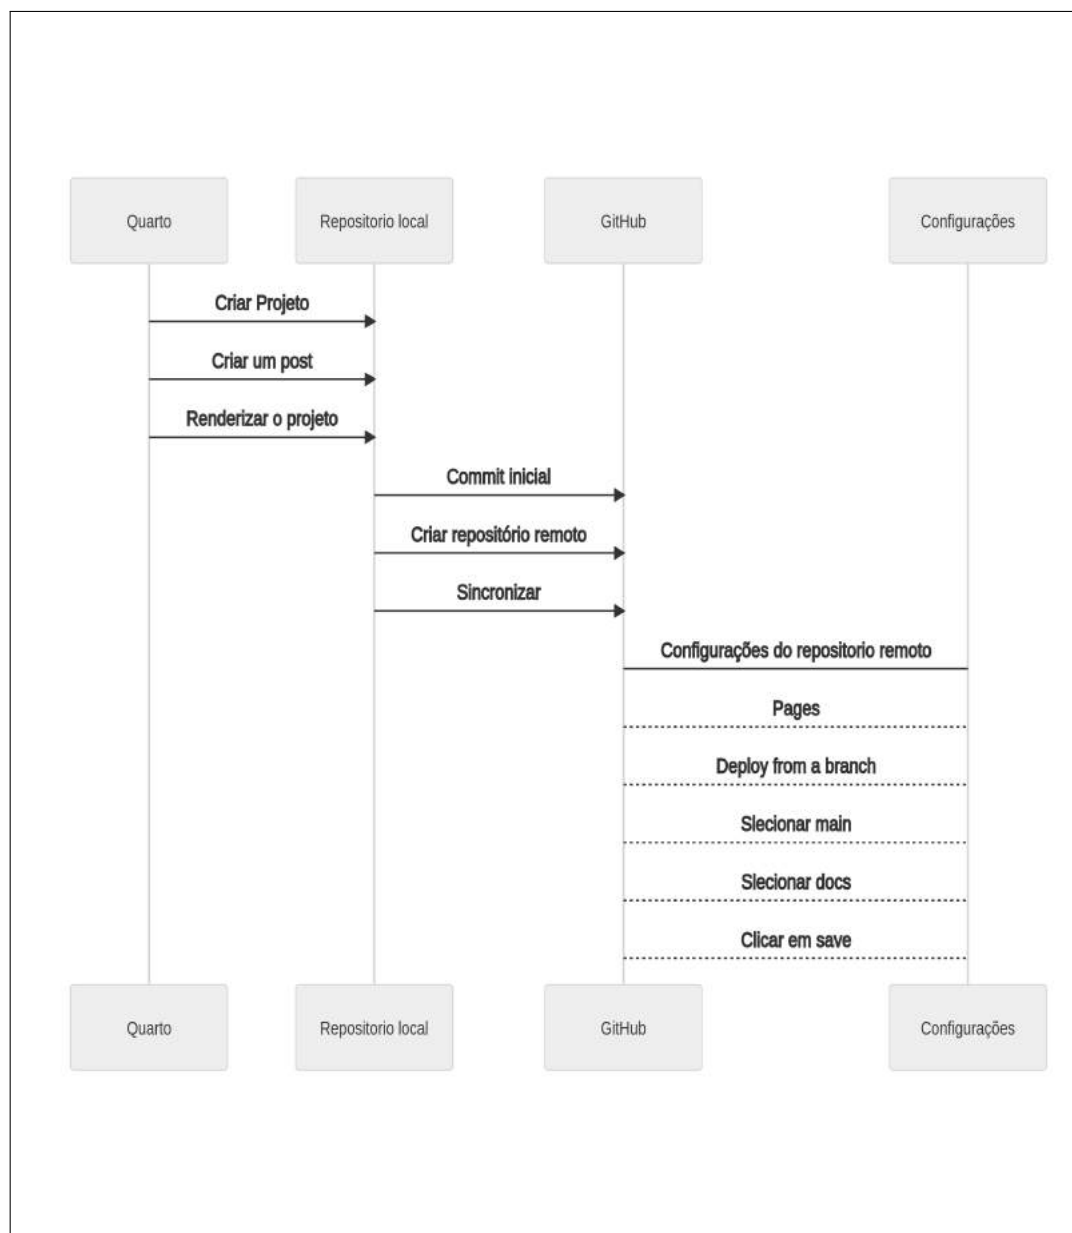 Quarto
Repositorio local
GitHub
Configurações
Criar Projeto
Criar um post
Renderizar o projeto
Commit inicial
Criar repositório remoto
Sincronizar
Configurações do repositorio remoto
Pages
Deploy from a branch
Slecionar main
Slecionar docs
Clicar em save
Quarto
Repositorio local
GitHub
Configurações